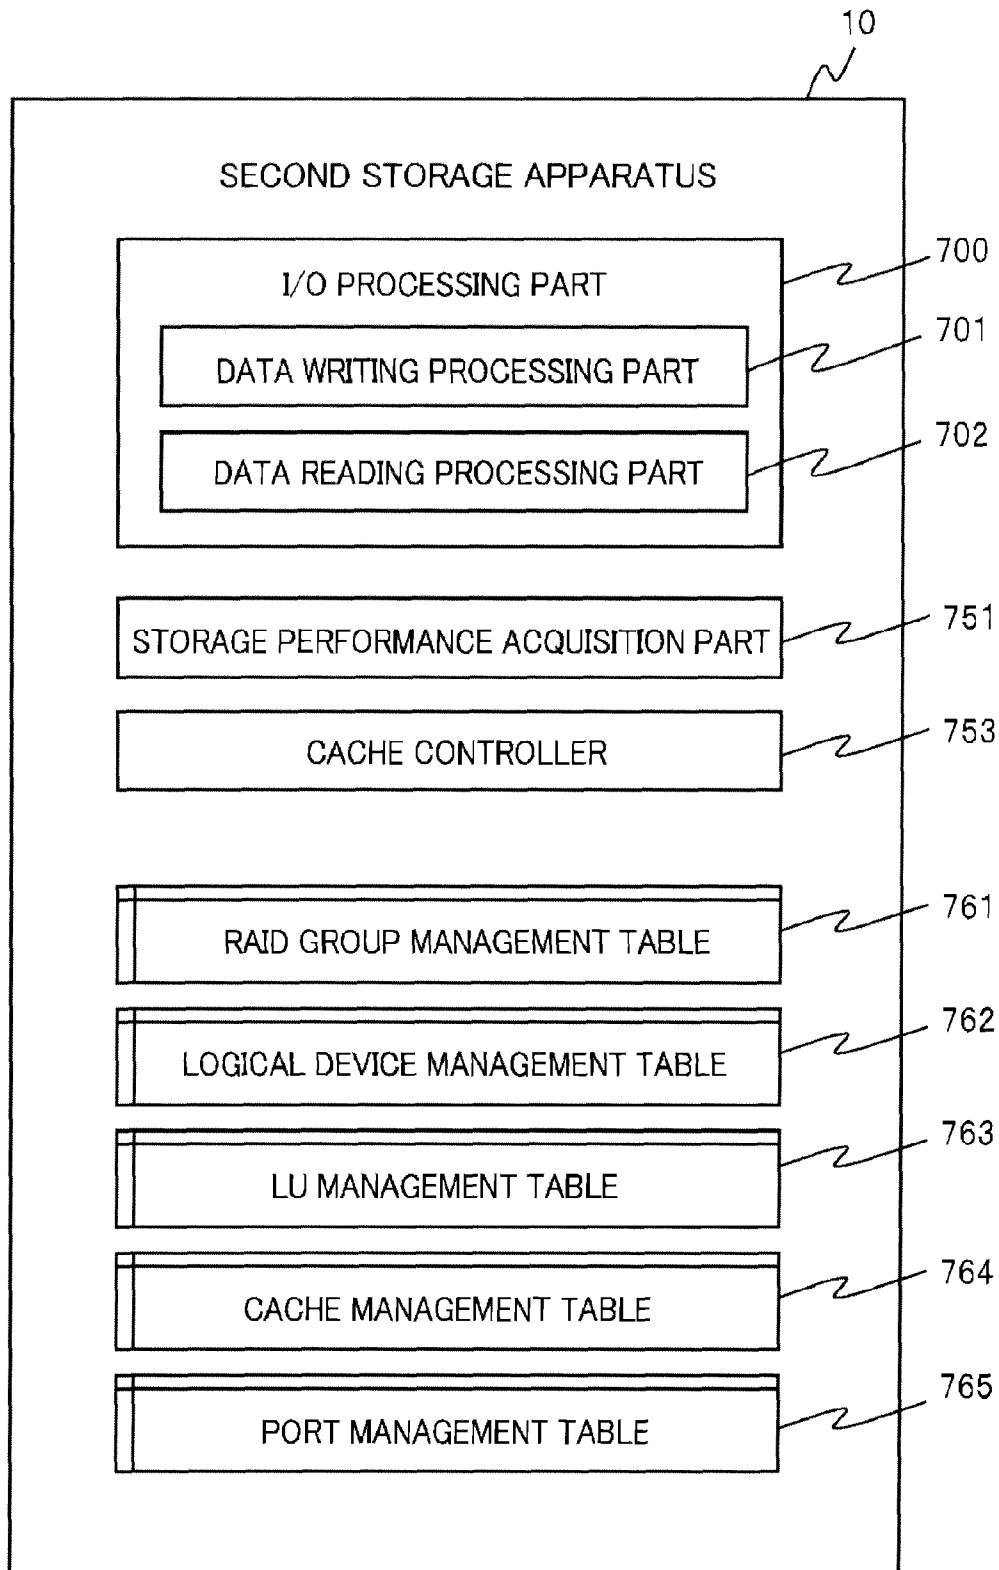 10
SECOND STORAGE APPARATUS
700
I/O PROCESSING PART
701
DATA WRITING PROCESSING PART
702
DATA READING PROCESSING PART
751
STORAGE PERFORMANCE ACQUISITION PART
753
CACHE CONTROLLER
761
RAID GROUP MANAGEMENT TABLE
762
LOGICAL DEVICE MANAGEMENT TABLE
763
LU MANAGEMENT TABLE
764
CACHE MANAGEMENT TABLE
765
PORT MANAGEMENT TABLE